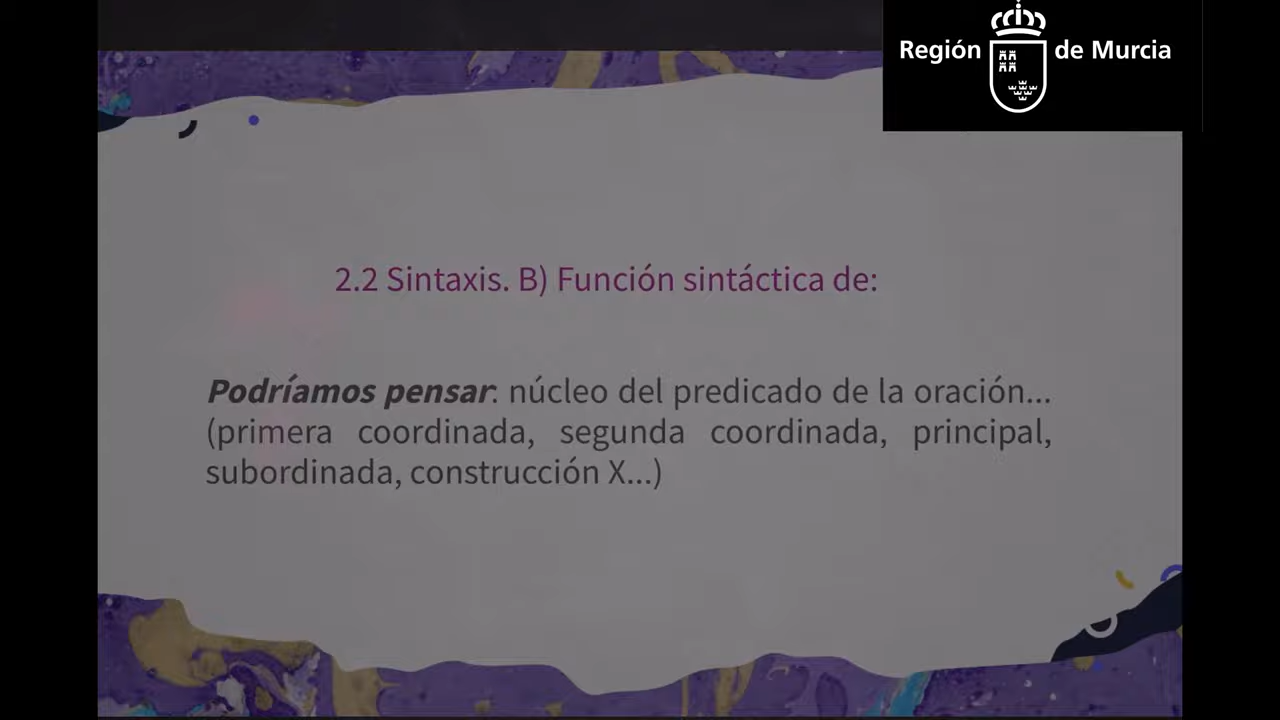 Región de Murcia
2.2 Sintaxis. B) Función sintáctica de:
Podríamos pensar: núcleo del predicado de la oración...
(primera coordinada, segunda coordinada, principal,
subordinada, construcción X...)